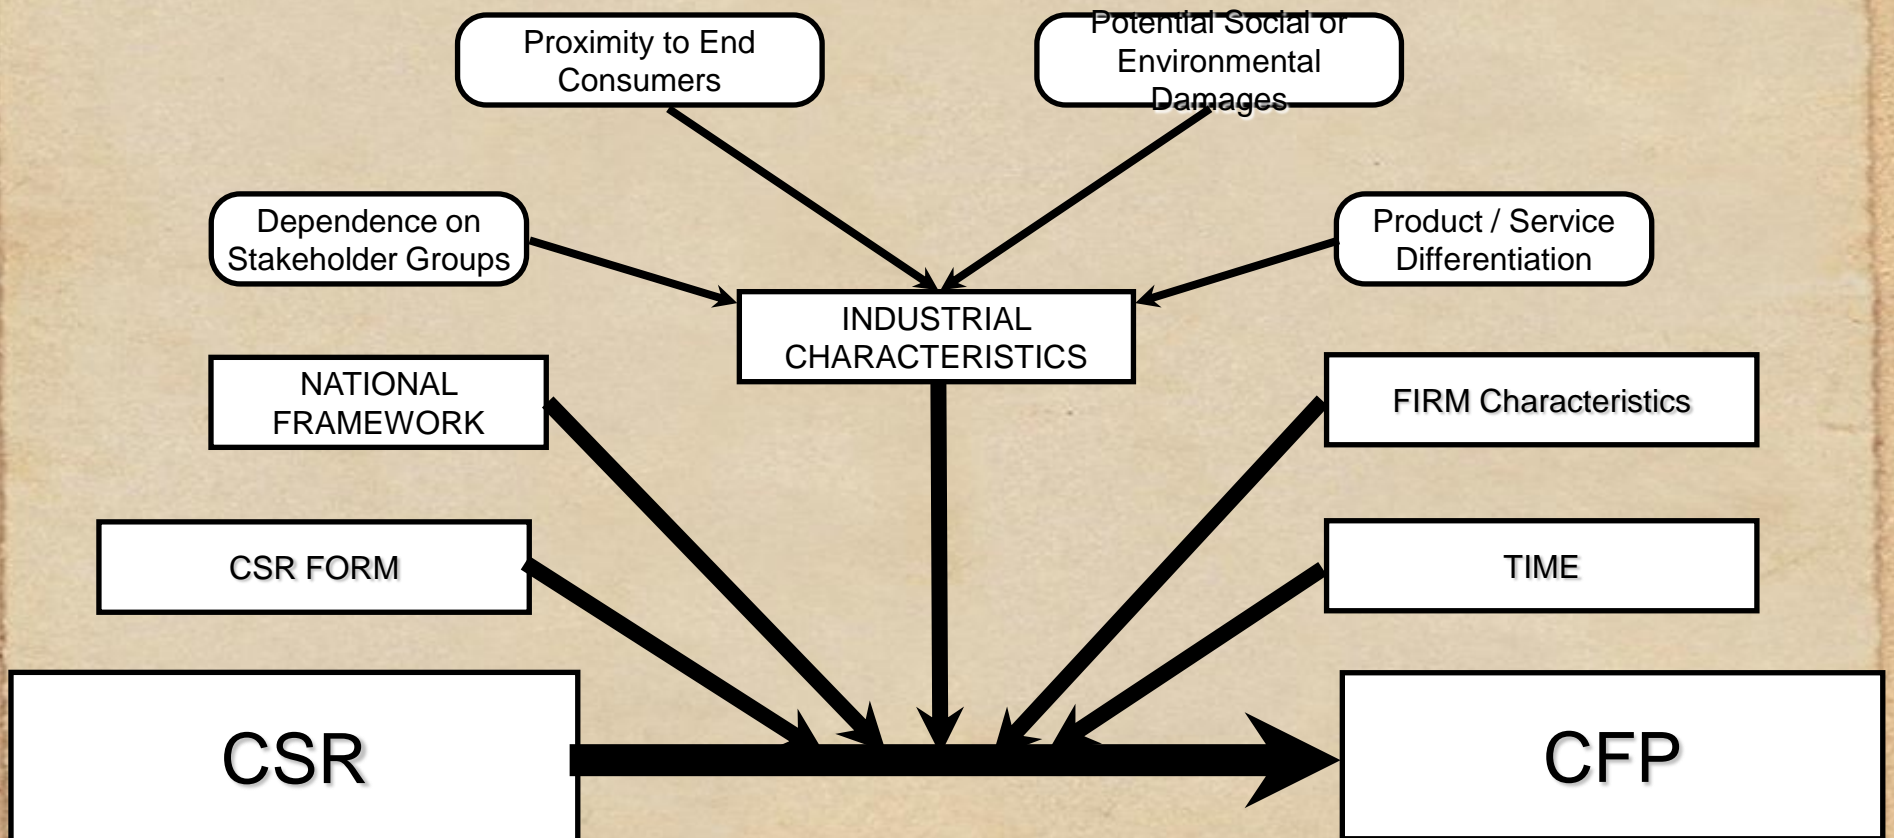 Proximity to End
Consumers
Potential Social or
Environmental
Damages
Dependence on
Stakeholder Groups
Product / Service
Differentiation
INDUSTRIAL
CHARACTERISTICS
NATIONAL
FRAMEWORK
FIRM Characteristics
CSR FORM
TIME
CSR
CFP